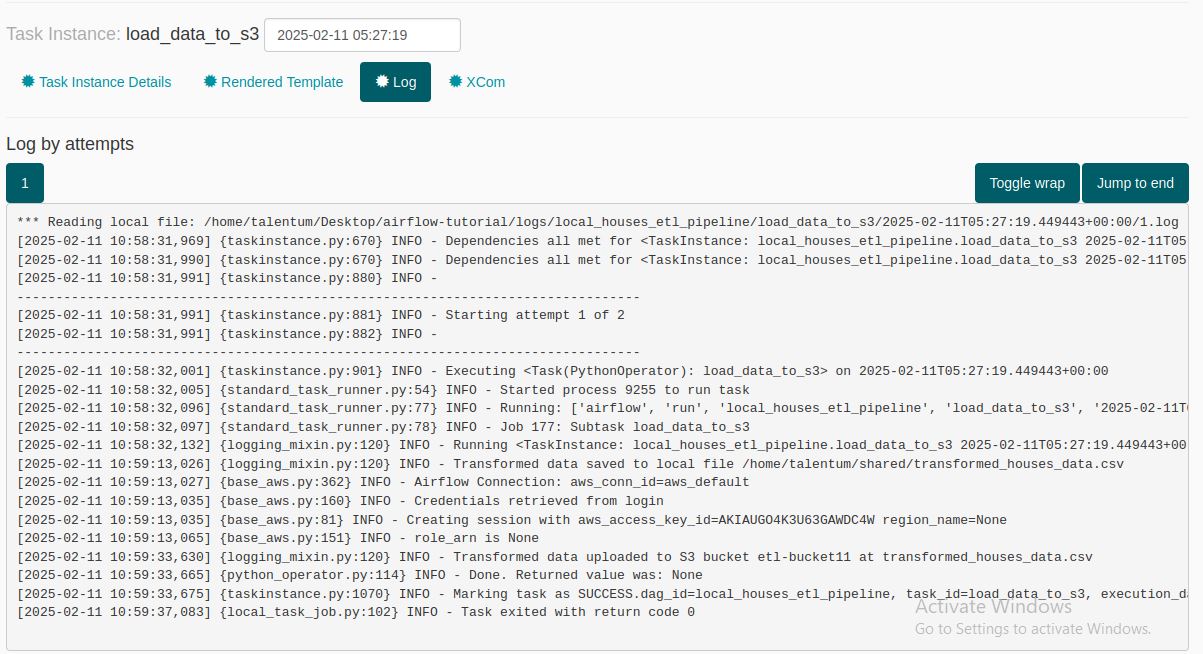 Task Instance: load_data_to_s3 2025-02-11 05:27:19
Task Instance Details Rendered Template Log XCom
Log by attempts
1 Toggle wrap Jump to end
*** Reading local file: /home/talentum/Desktop/airflow-tutorial/logs/local_houses_etl_pipeline/load_data_to_s3/2025-02-11T05:27:19.449443+00:00/1.log
[2025-02-11 10:58:31,969] {taskinstance.py:670} INFO - Dependencies all met for <TaskInstance: local_houses_etl_pipeline.load_data_to_s3 2025-02-11T05
[2025-02-11 10:58:31,990] {taskinstance.py:670} INFO - Dependencies all met for <TaskInstance: local_houses_etl_pipeline.load_data_to_s3 2025-02-11T05
[2025-02-11 10:58:31,991] {taskinstance.py:880} INFO -
--------------------------------------------------------------------------------
[2025-02-11 10:58:31,991] {taskinstance.py:881} INFO - Starting attempt 1 of 2
[2025-02-11 10:58:31,991] {taskinstance.py:882} INFO -
--------------------------------------------------------------------------------
[2025-02-11 10:58:32,001] {taskinstance.py:901} INFO - Executing <Task(PythonOperator): load_data_to_s3> on 2025-02-11T05:27:19.449443+00:00
[2025-02-11 10:58:32,005] {standard_task_runner.py:54} INFO - Started process 9255 to run task
[2025-02-11 10:58:32,096] {standard_task_runner.py:77} INFO - Running: ['airflow', 'run', 'local_houses_etl_pipeline', 'load_data_to_s3', '2025-02-11T
[2025-02-11 10:58:32,097] {standard_task_runner.py:78} INFO - Job 177: Subtask load_data_to_s3
[2025-02-11 10:58:32,132] {logging_mixin.py:120} INFO - Running <TaskInstance: local_houses_etl_pipeline.load_data_to_s3 2025-02-11T05:27:19.449443+00
[2025-02-11 10:59:13,026] {logging_mixin.py:120} INFO - Transformed data saved to local file /home/talentum/shared/transformed_houses_data.csv
[2025-02-11 10:59:13,027] {base_aws.py:362} INFO - Airflow Connection: aws_conn_id=aws_default
[2025-02-11 10:59:13,035] {base_aws.py:160} INFO - Credentials retrieved from login
[2025-02-11 10:59:13,035] {base_aws.py:81} INFO - Creating session with aws_access_key_id=AKIAUGO4K3U63GAWDC4W region_name=None
[2025-02-11 10:59:13,065] {base_aws.py:151} INFO - role_arn is None
[2025-02-11 10:59:33,630] {logging_mixin.py:120} INFO - Transformed data uploaded to S3 bucket etl-bucket11 at transformed_houses_data.csv
[2025-02-11 10:59:33,665] {python_operator.py:114} INFO - Done. Returned value was: None
[2025-02-11 10:59:33,675] {taskinstance.py:1070} INFO - Marking task as SUCCESS.dag_id=local_houses_etl_pipeline, task_id=load_data_to_s3, execution_da
[2025-02-11 10:59:37,083] {local_task_job.py:102} INFO - Task exited with return code 0
Activate Windows
Go to Settings to activate Windows.